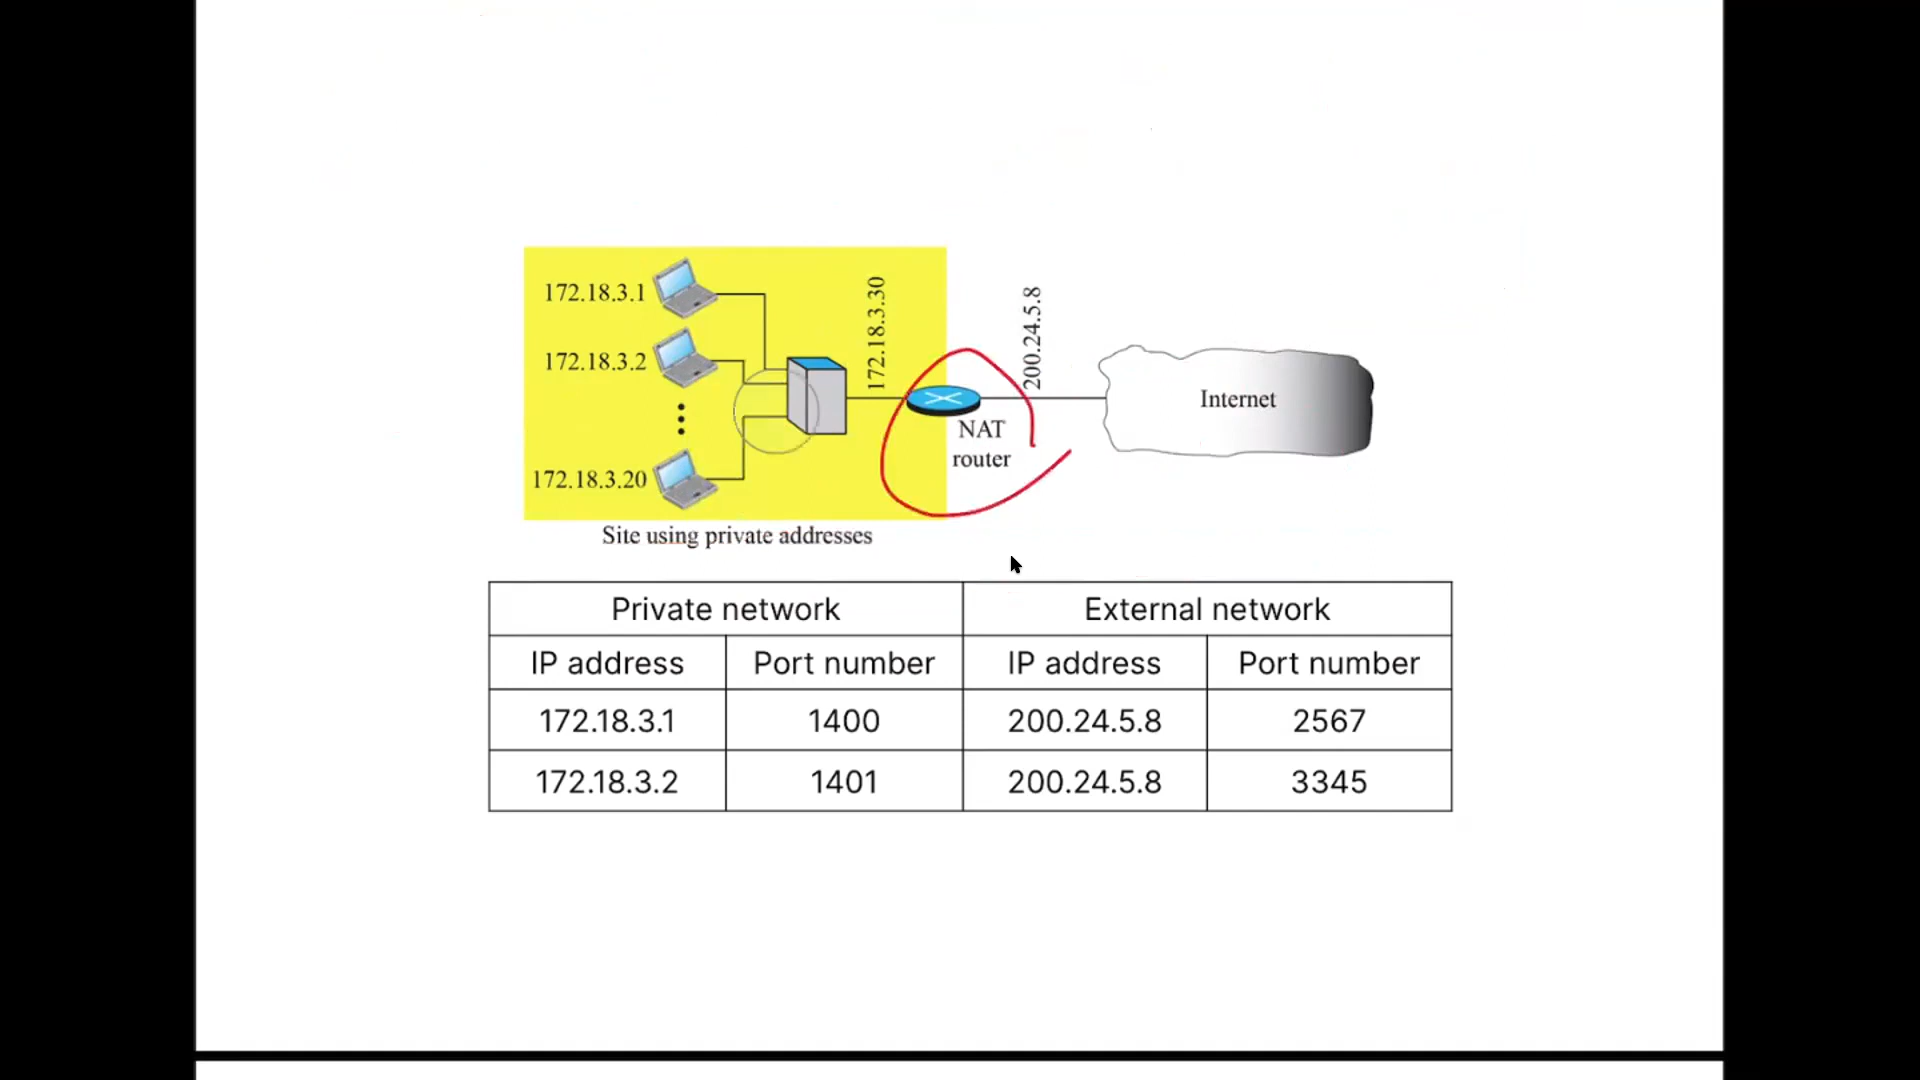 172.18.3.1
172.18.3.2
172.18.3.20
172.18.3.30
200.24.5.8
NAT
router
Internet
Site using private addresses
Private network External network
IP address Port number IP address Port number
172.18.3.1 1400 200.24.5.8 2567
172.18.3.2 1401 200.24.5.8 3345